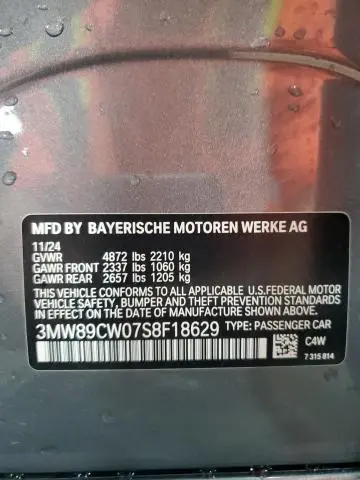 MFD BY BAYERISCHE MOTOREN WERKE AG
11/24
GVWR 4872 lbs 2210 kg
GAWR FRONT 2337 lbs 1060 kg
GAWR REAR 2657 lbs 1205 kg
THIS VEHICLE CONFORMS TO ALL APPLICABLE U.S.FEDERAL MOTOR
VEHICLE SAFETY, BUMPER AND THEFT PREVENTION STANDARDS IN
EFFECT ON THE DATE OF MANUFACTURE SHOWN ABOVE.
3MW89CW07S8F18629 TYPE: PASSENGER CAR
C4W
7 315 814